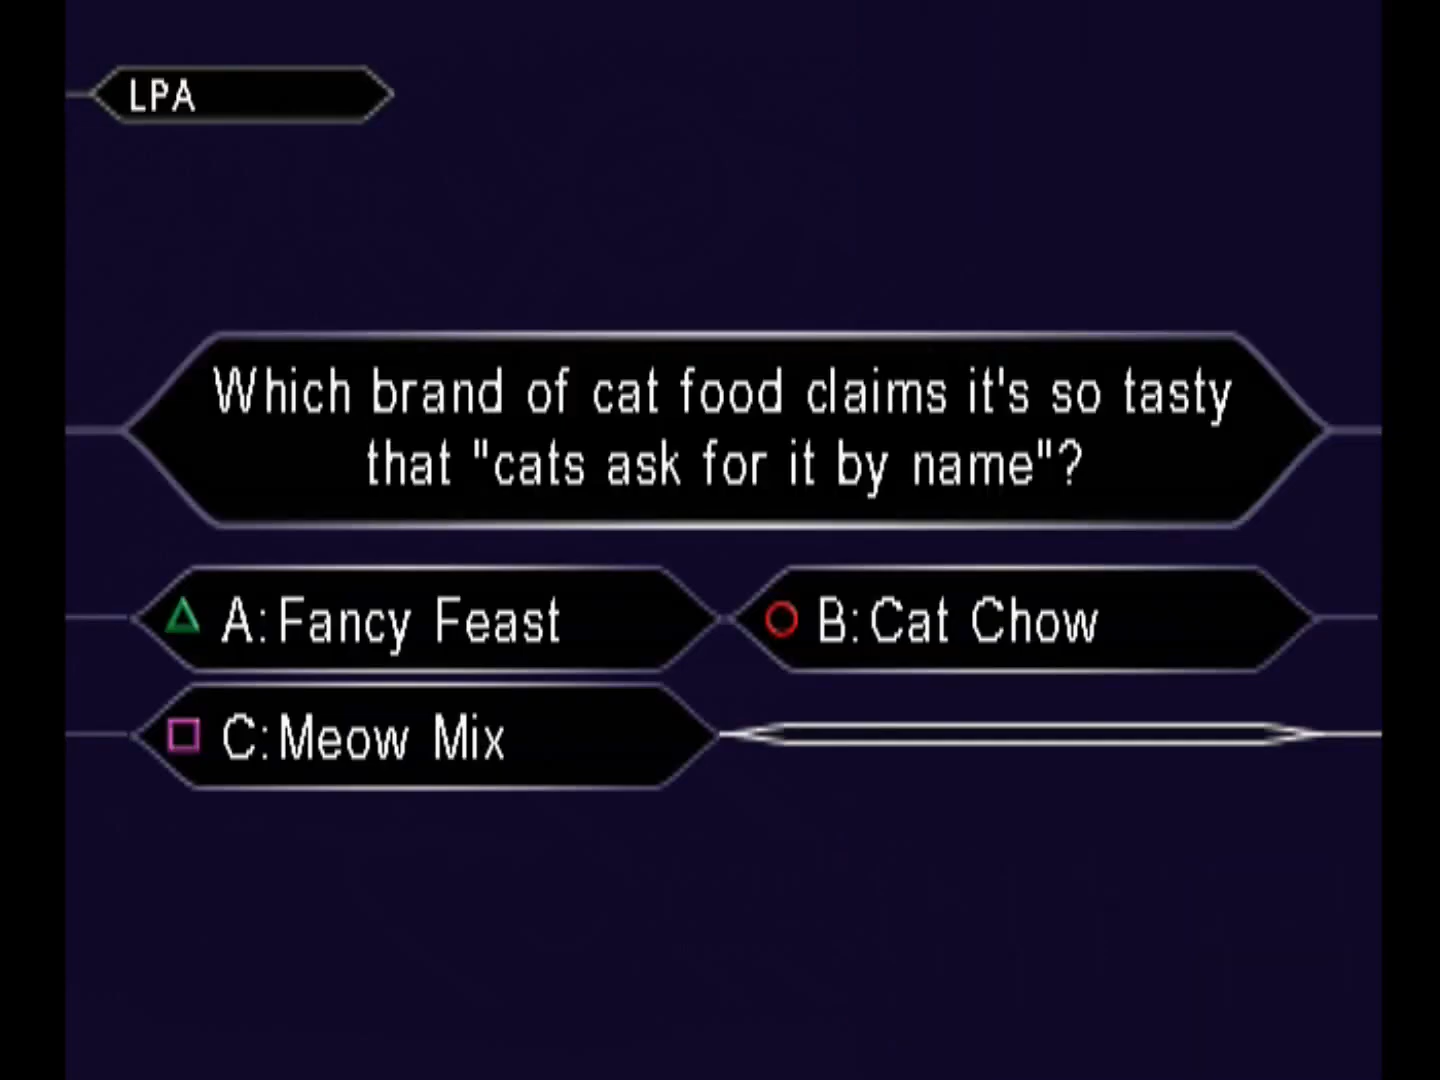 LPA
Which brand of cat food claims it's so tasty
that "cats ask for it by name"?
A: Fancy Feast
B: Cat Chow
C: Meow Mix